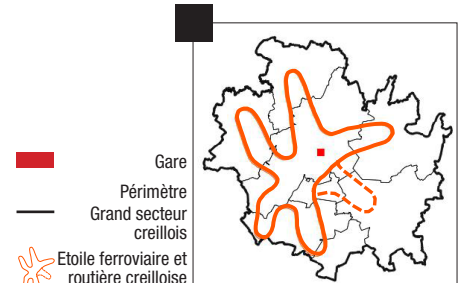 Gare
Périmètre
Grand secteur
creillois
Etoile ferroviaire et
routière creilloise